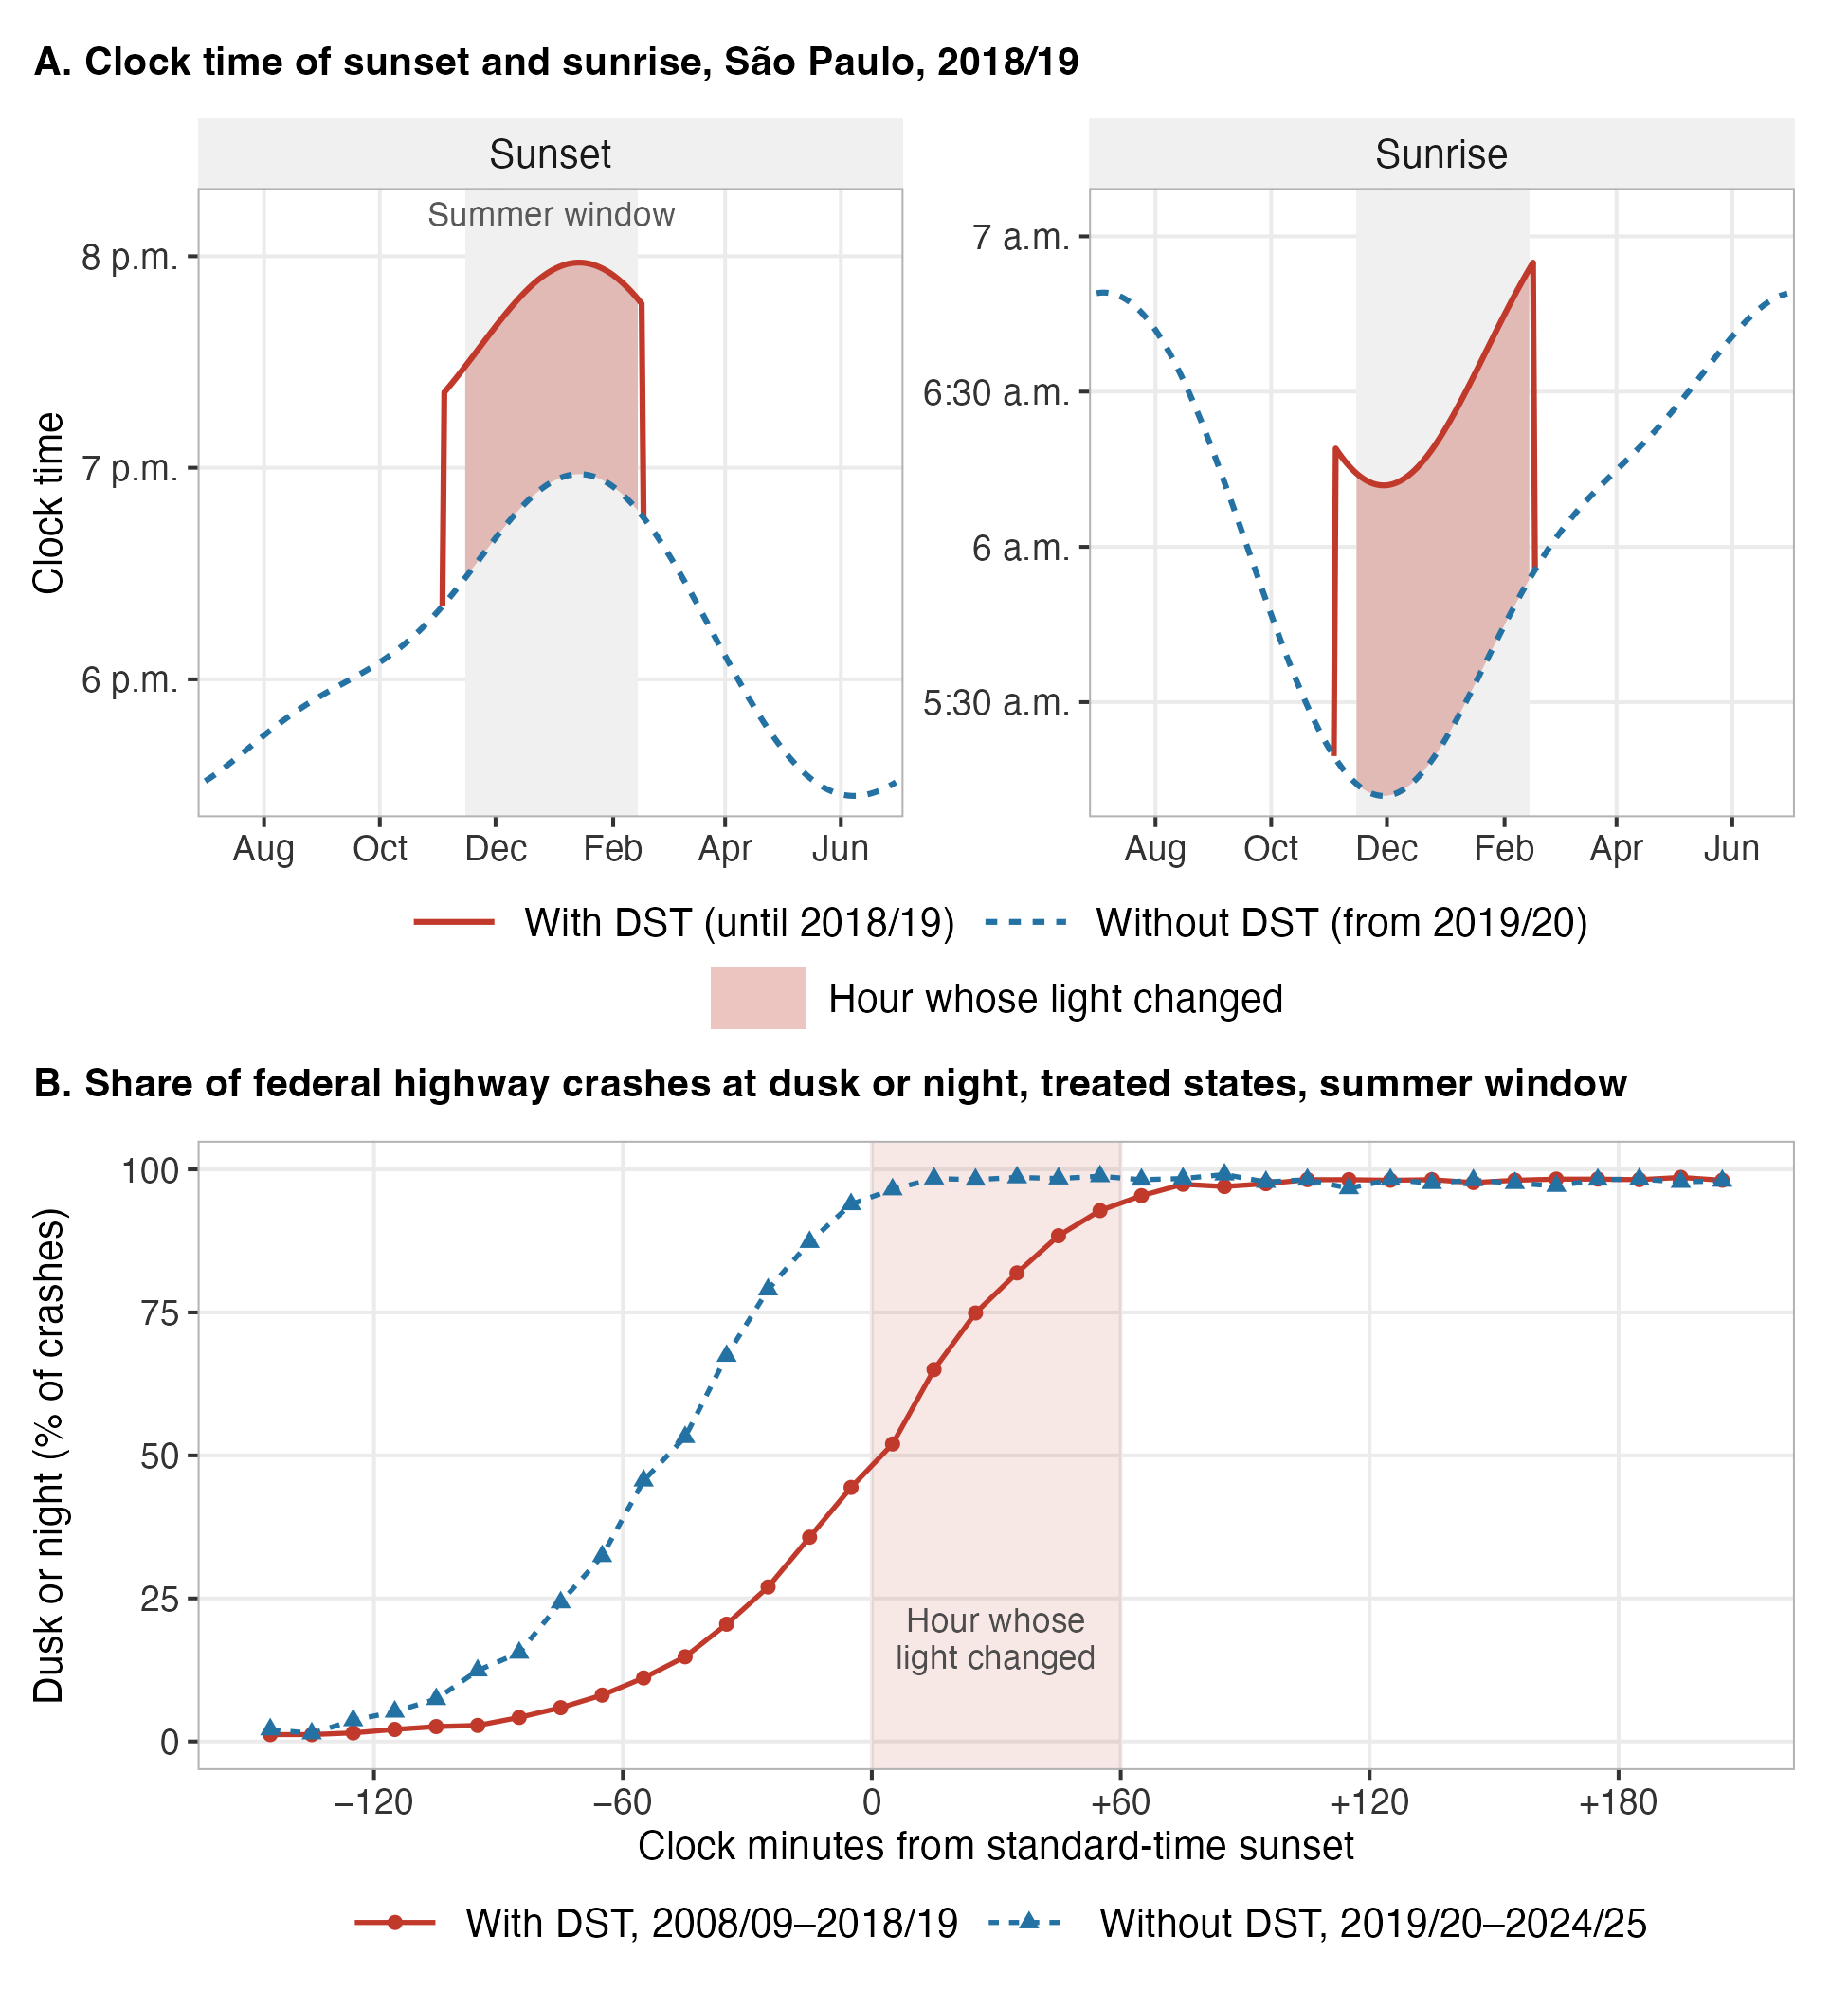 A. Clock time of sunset and sunrise, São Paulo, 2018/19
Sunset
Sunrise
Summer window
Clock time
8 p.m.
7 p.m.
6 p.m.
7 a.m.
6:30 a.m.
6 a.m.
5:30 a.m.
Aug Oct Dec Feb Apr Jun
Aug Oct Dec Feb Apr Jun
With DST (until 2018/19) Without DST (from 2019/20)
Hour whose light changed
B. Share of federal highway crashes at dusk or night, treated states, summer window
Dusk or night (% of crashes)
100
75
50
25
0
Hour whose
light changed
−120 −60 0 +60 +120 +180
Clock minutes from standard-time sunset
With DST, 2008/09–2018/19 Without DST, 2019/20–2024/25